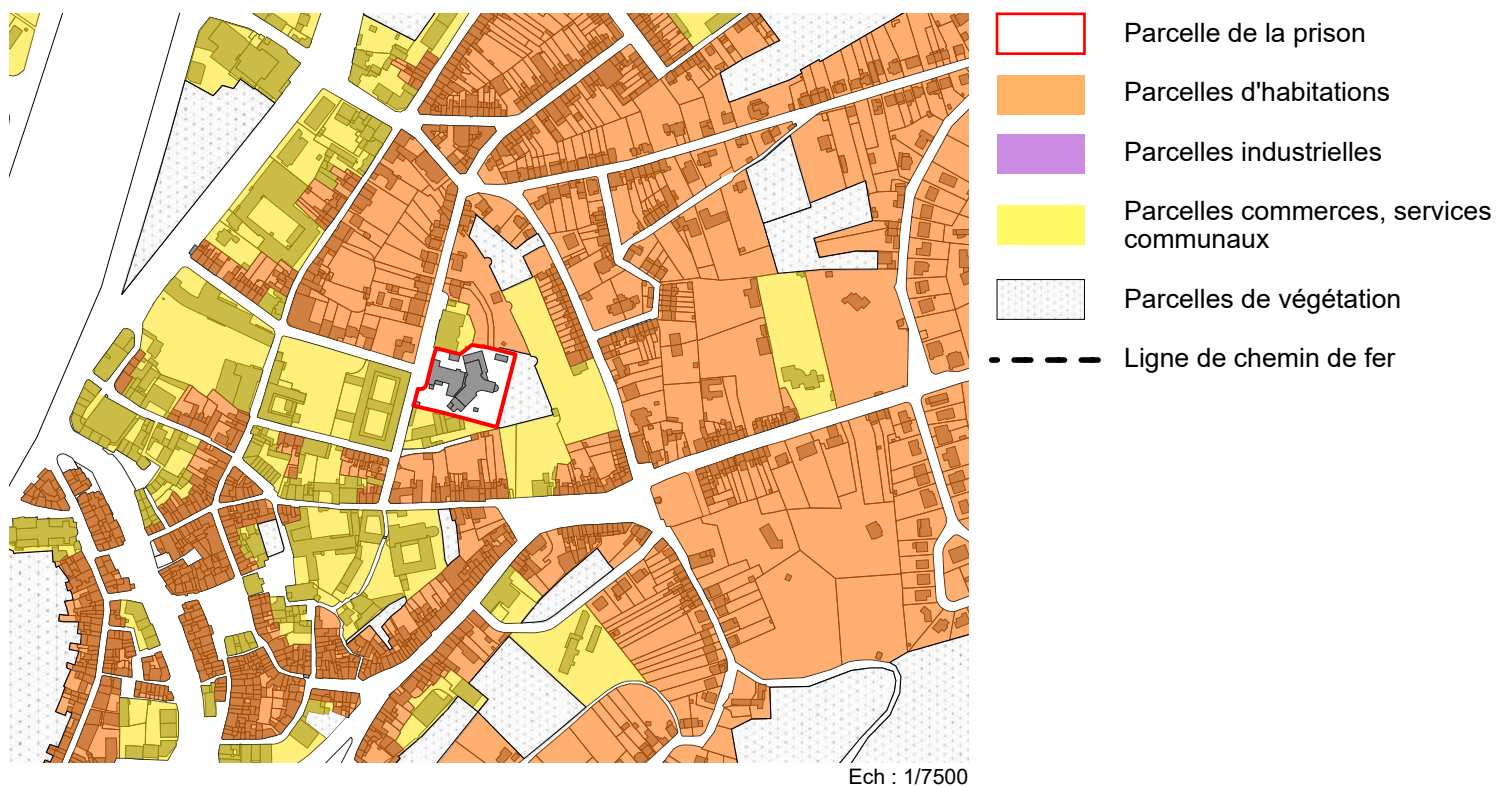 Parcelle de la prison
Parcelles d'habitations
Parcelles industrielles
Parcelles commerces, services
communaux
Parcelles de végétation
Ligne de chemin de fer
Ech : 1/7500